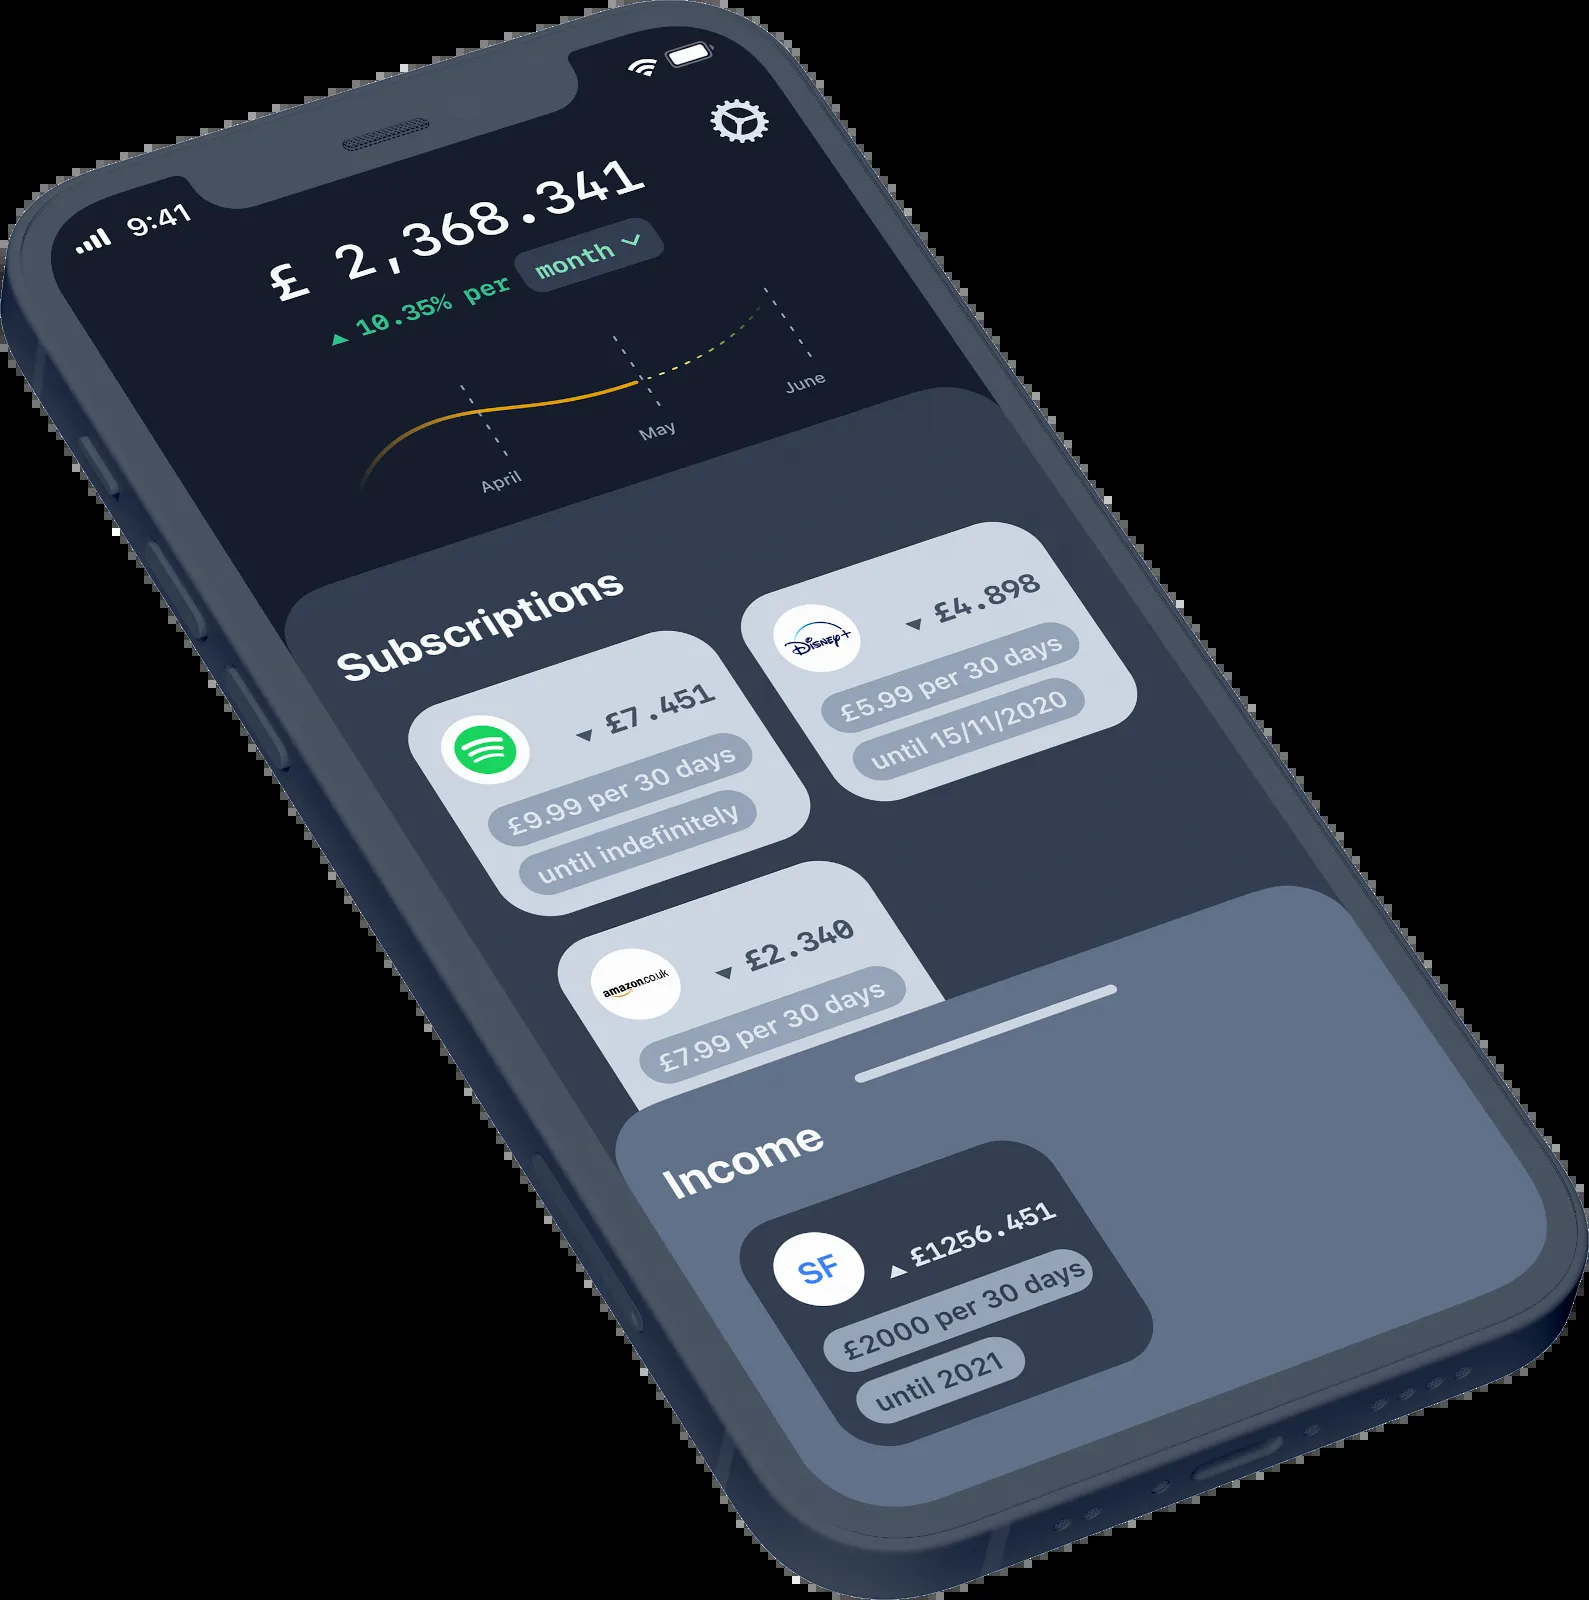 9:41
£ 2,368.341
▲ 10.35% per month
April
May
June
Subscriptions
▼ £7.451
£9.99 per 30 days
until indefinitely
Disney+
▼ £4.898
£5.99 per 30 days
until 15/11/2020
amazon.co.uk
▼ £2.340
£7.99 per 30 days
Income
SF
▲ £1256.451
£2000 per 30 days
until 2021